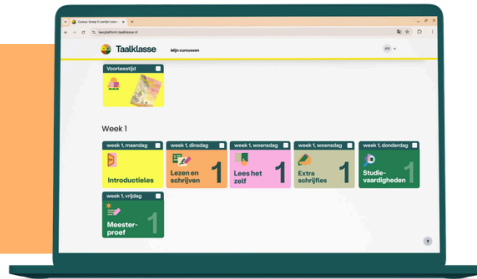 Taalklasse
Mijn cursussen
Voorleestijd
Week 1
week 1, maandag
Introductieles
week 1, dinsdag
Lezen en
schrijven
1
week 1, woensdag
Lees het
zelf
1
week 1, woensdag
Extra
schrijfles
1
week 1, donderdag
Studie-
vaardigheden
1
week 1, vrijdag
Meester-
proef
1